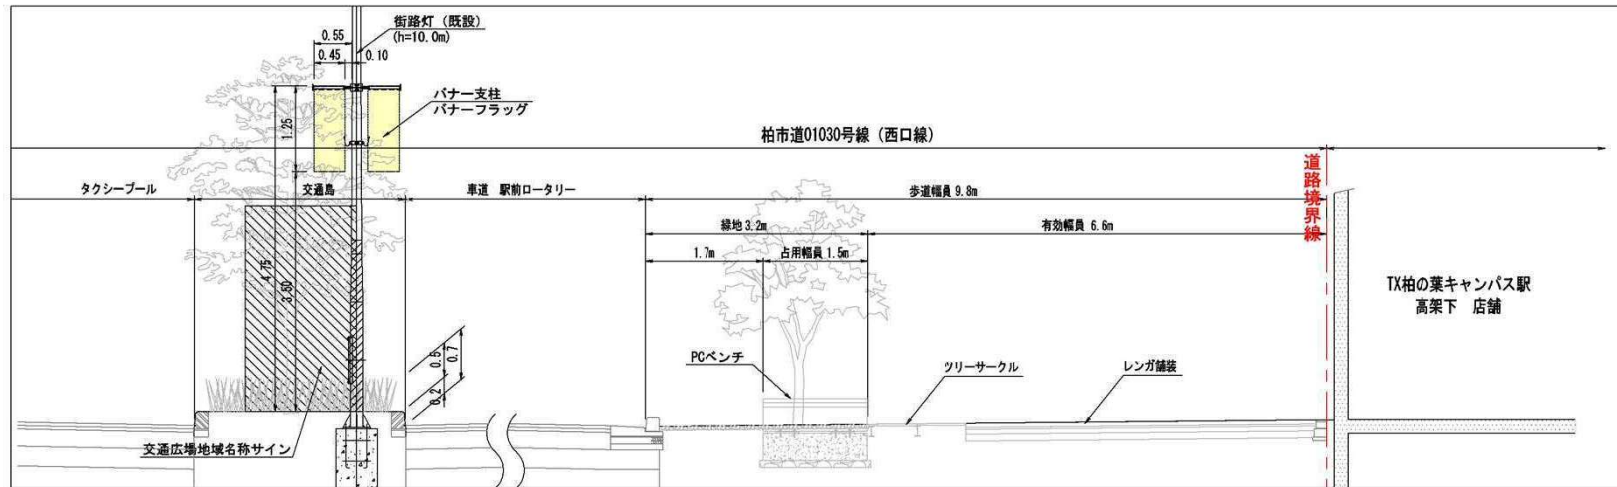 街路灯（既設）
(h=10.0m)
0.55
0.45
0.10
バナー支柱
バナーフラッグ
1.25
柏市道01030号線（西口線）
道路境界線
タクシープール
交通島
車道　駅前ロータリー
歩道幅員 9.8m
緑地 3.2m
有効幅員 6.6m
1.7m
占用幅員 1.5m
4.75
3.50
TX柏の葉キャンパス駅
高架下　店舗
0.5
0.7
0.2
PCベンチ
ツリーサークル
レンガ舗装
交通広場地域名称サイン